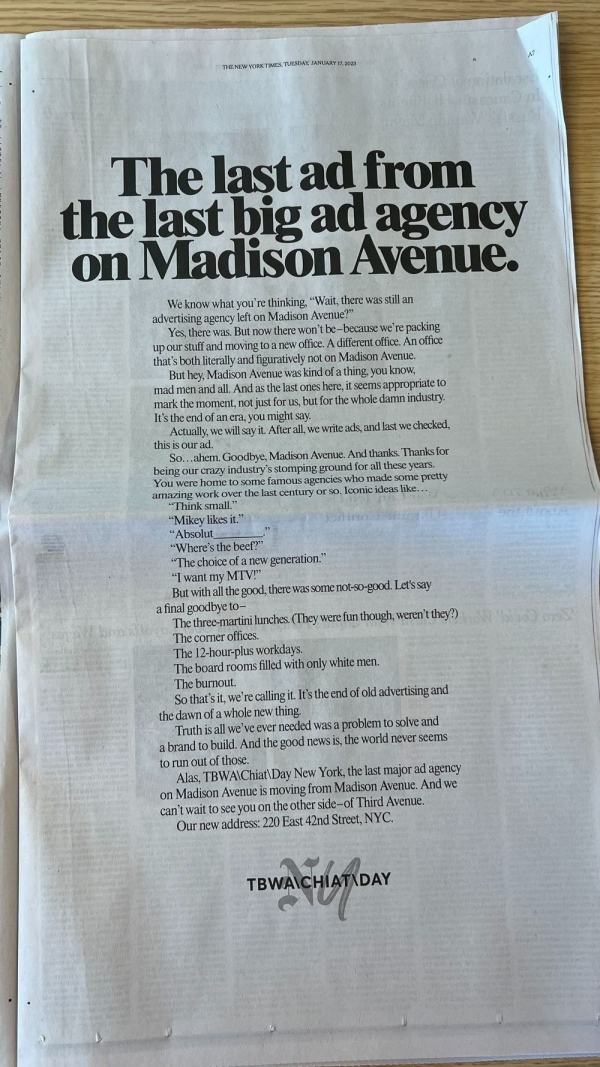 THE NEW YORK TIMES, TUESDAY, JANUARY 17, 2023
A7
The last ad from
the last big ad agency
on Madison Avenue.
We know what you're thinking, “Wait, there was still an
advertising agency left on Madison Avenue?”
Yes, there was. But now there won't be–because we're packing
up our stuff and moving to a new office. A different office. An office
that's both literally and figuratively not on Madison Avenue.
But hey, Madison Avenue was kind of a thing, you know,
mad men and all. And as the last ones here, it seems appropriate to
mark the moment, not just for us, but for the whole damn industry.
It's the end of an era, you might say.
Actually, we will say it. After all, we write ads, and last we checked,
this is our ad.
So…ahem. Goodbye, Madison Avenue. And thanks. Thanks for
being our crazy industry's stomping ground for all these years.
You were home to some famous agencies who made some pretty
amazing work over the last century or so. Iconic ideas like…
“Think small.”
“Mikey likes it.”
“Absolut_________.”
“Where's the beef?”
“The choice of a new generation.”
“I want my MTV!”
But with all the good, there was some not-so-good. Let's say
a final goodbye to–
The three-martini lunches. (They were fun though, weren't they?)
The corner offices.
The 12-hour-plus workdays.
The board rooms filled with only white men.
The burnout.
So that's it, we're calling it. It's the end of old advertising and
the dawn of a whole new thing.
Truth is all we've ever needed was a problem to solve and
a brand to build. And the good news is, the world never seems
to run out of those.
Alas, TBWA\Chiat\Day New York, the last major ad agency
on Madison Avenue is moving from Madison Avenue. And we
can't wait to see you on the other side–of Third Avenue.
Our new address: 220 East 42nd Street, NYC.
NY
TBWA\CHIAT\DAY